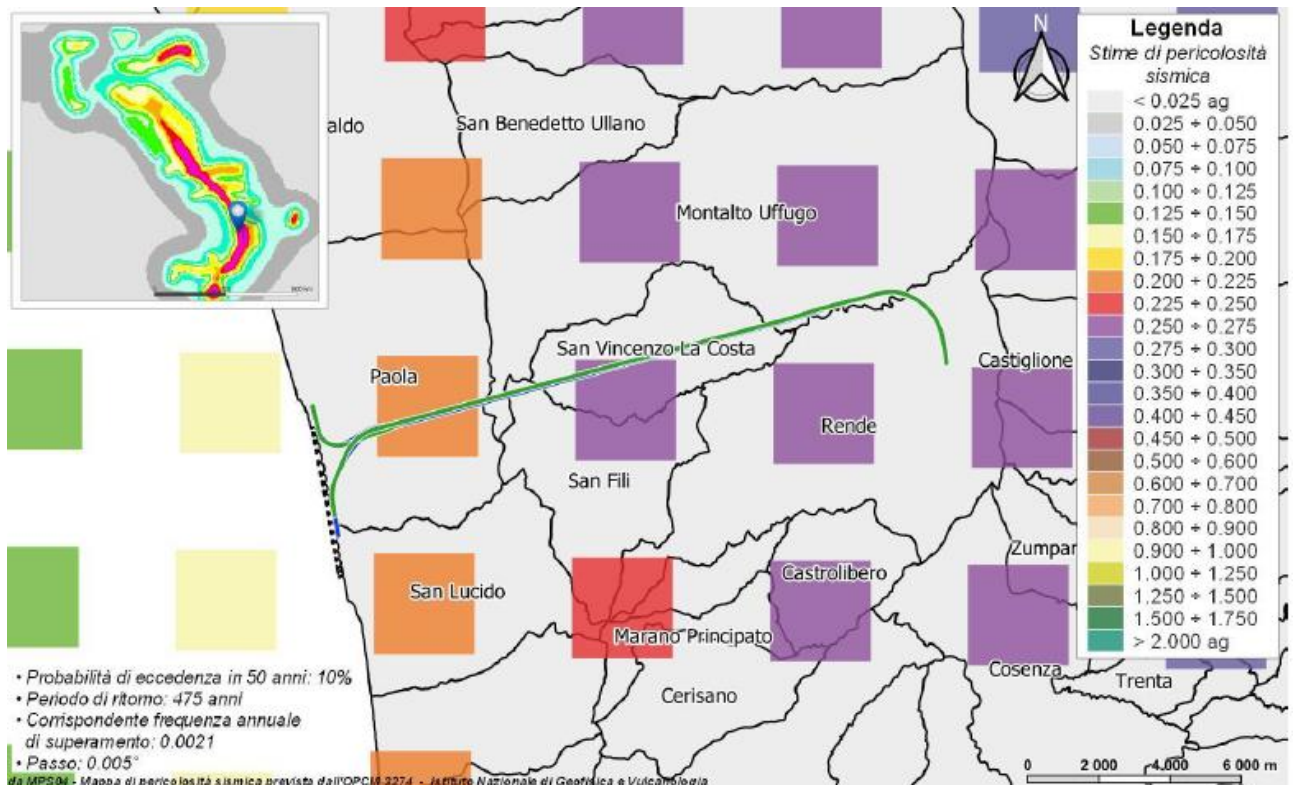 N
Legenda
Stime di pericolosità
sismica
< 0.025 ag
0.025 ÷ 0.050
0.050 ÷ 0.075
0.075 ÷ 0.100
0.100 ÷ 0.125
0.125 ÷ 0.150
0.150 ÷ 0.175
0.175 ÷ 0.200
0.200 ÷ 0.225
0.225 ÷ 0.250
0.250 ÷ 0.275
0.275 ÷ 0.300
0.300 ÷ 0.350
0.350 ÷ 0.400
0.400 ÷ 0.450
0.450 ÷ 0.500
0.500 ÷ 0.600
0.600 ÷ 0.700
0.700 ÷ 0.800
0.800 ÷ 0.900
0.900 ÷ 1.000
1.000 ÷ 1.250
1.250 ÷ 1.500
1.500 ÷ 1.750
> 2.000 ag
aldo
San Benedetto Ullano
Montalto Uffugo
San Vincenzo La Costa
Castiglione
Paola
Rende
San Fili
Zumpar
Castrolibero
San Lucido
Marano Principato
Cosenza
Trenta
Cerisano
• Probabilità di eccedenza in 50 anni: 10%
• Periodo di ritorno: 475 anni
• Corrispondente frequenza annuale
di superamento: 0.0021
• Passo: 0.005°
da MPS04 - Mappa di pericolosità sismica prevista dall'OPCM 3274 - Istituto Nazionale di Geofisica e Vulcanologia
0 2 000 4 000 6 000 m